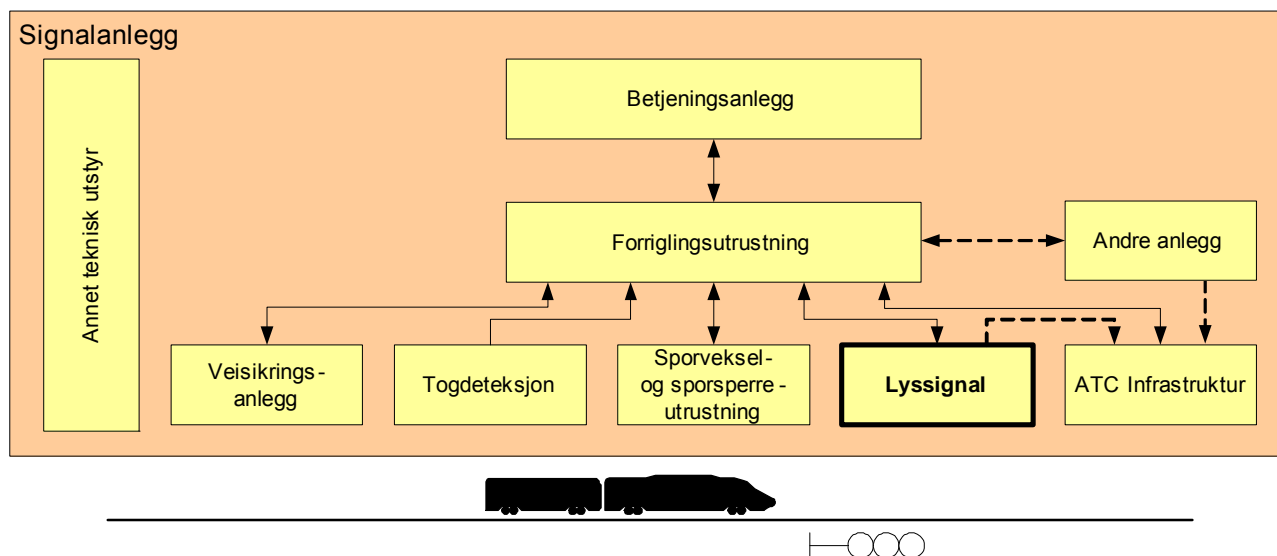 Signalanlegg
Annet teknisk utstyr
Betjeningsanlegg
Forriglingsutrustning
Andre anlegg
Veisikrings-
anlegg
Togdeteksjon
Sporveksel-
og sporsperre-
utrustning
Lyssignal
ATC Infrastruktur